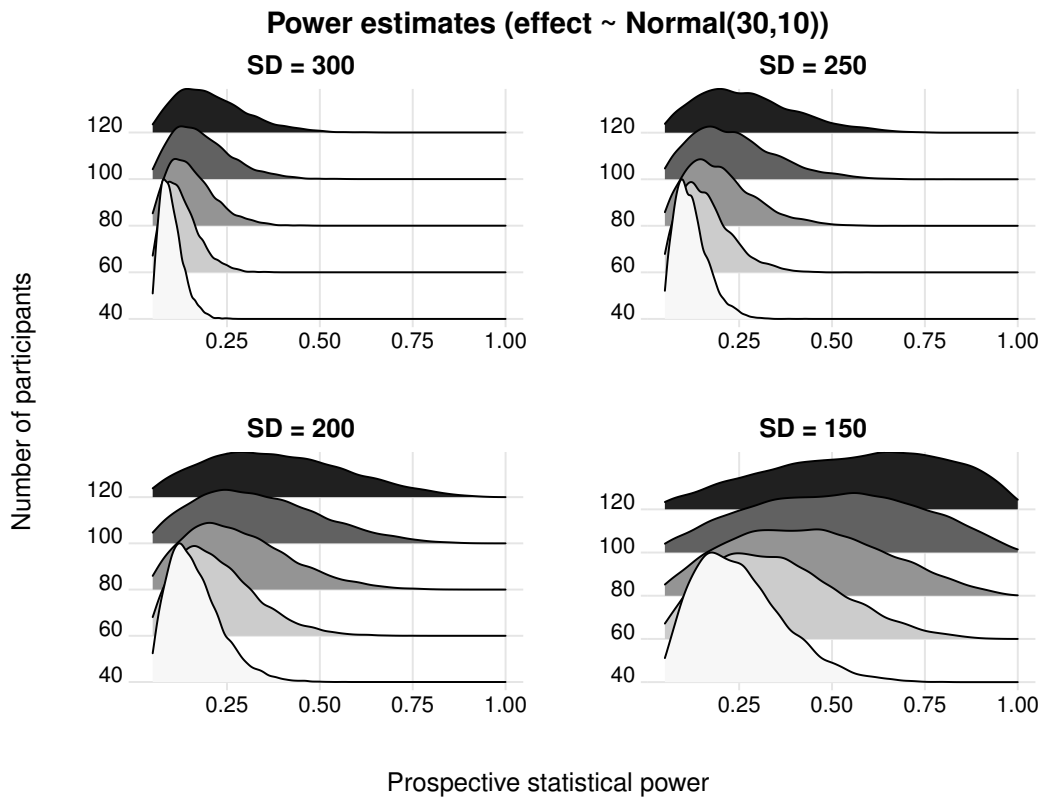 Power estimates (effect ~ Normal(30,10))
SD = 300
120
100
80
60
40
0.25 0.50 0.75 1.00
SD = 250
120
100
80
60
40
0.25 0.50 0.75 1.00
Number of participants
SD = 200
120
100
80
60
40
0.25 0.50 0.75 1.00
SD = 150
120
100
80
60
40
0.25 0.50 0.75 1.00
Prospective statistical power